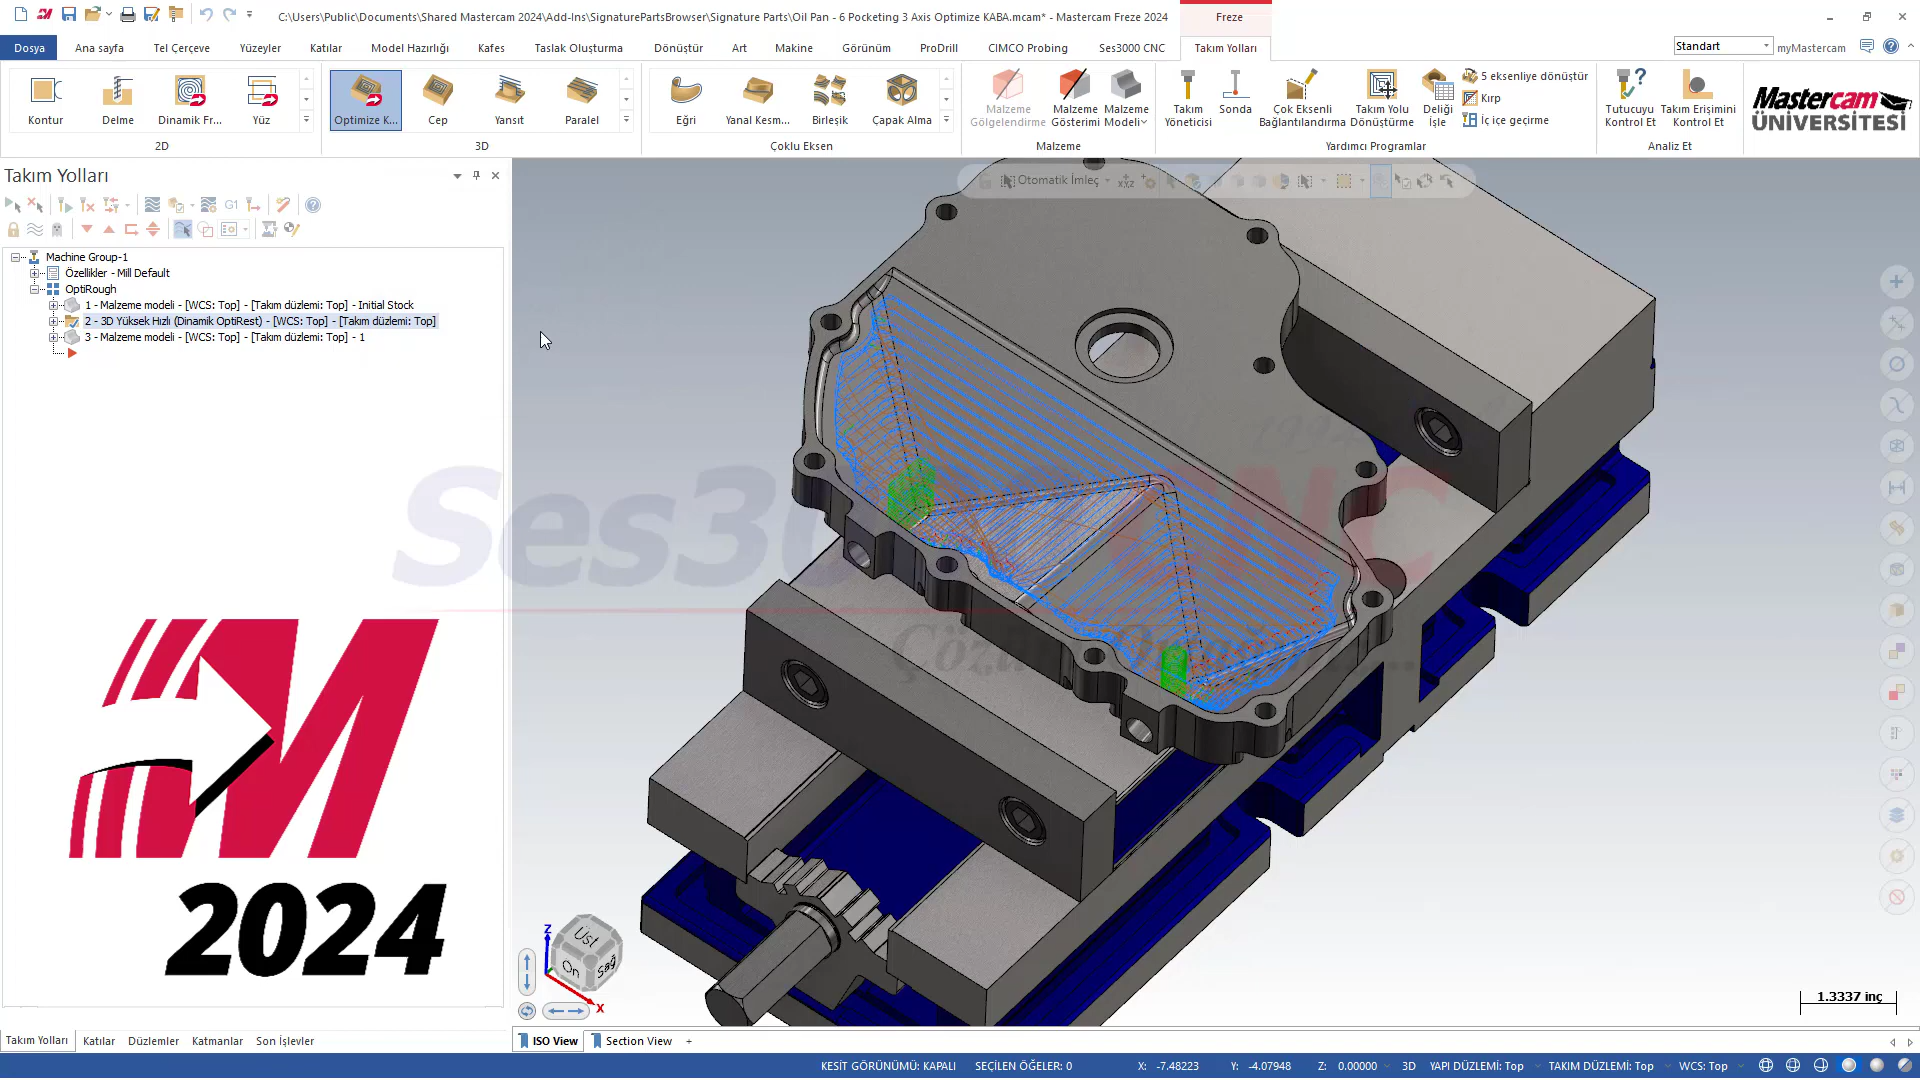 C:\Users\Public\Documents\Shared Mastercam 2024\Add-Ins\SignaturePartsBrowser\Signature Parts\Oil Pan - 6 Pocketing 3 Axis Optimize KABA.mcam* - Mastercam Freze 2024
Freze
Dosya
Ana sayfa
Tel Çerçeve
Yüzeyler
Katılar
Model Hazırlığı
Kafes
Taslak Oluşturma
Dönüştür
Art
Makine
Görünüm
ProDrill
CIMCO Probing
Ses3000 CNC
Takım Yolları
Standart
myMastercam
Kontur
Delme
Dinamik Fr...
Yüz
2D
Optimize K...
Cep
Yansıt
Paralel
3D
Eğri
Yanal Kesm...
Birleşik
Çapak Alma
Çoklu Eksen
Malzeme Gölgelendirme
Malzeme Gösterimi
Malzeme Modeli
Malzeme
Takım Yöneticisi
Sonda
Çok Eksenli Bağlantılandırma
Takım Yolu Dönüştürme
Deliği İşle
5 eksenliye dönüştür
Kırp
İç içe geçirme
Yardımcı Programlar
Tutucuyu Kontrol Et
Takım Erişimini Kontrol Et
Analiz Et
Mastercam
ÜNİVERSİTESİ
Takım Yolları
G1
Otomatik İmleç
Machine Group-1
Özellikler - Mill Default
OptiRough
1 - Malzeme modeli - [WCS: Top] - [Takım düzlemi: Top] - Initial Stock
2 - 3D Yüksek Hızlı (Dinamik OptiRest) - [WCS: Top] - [Takım düzlemi: Top]
3 - Malzeme modeli - [WCS: Top] - [Takım düzlemi: Top] - 1
2024
Üst
Ön
Sağ
Z
X
1.3337 inç
Takım Yolları
Katılar
Düzlemler
Katmanlar
Son İşlevler
ISO View
Section View
+
KESİT GÖRÜNÜMÜ: KAPALI
SEÇİLEN ÖĞELER: 0
X: -7.48223
Y: -4.07948
Z: 0.00000
3D
YAPI DÜZLEMİ: Top
TAKIM DÜZLEMİ: Top
WCS: Top